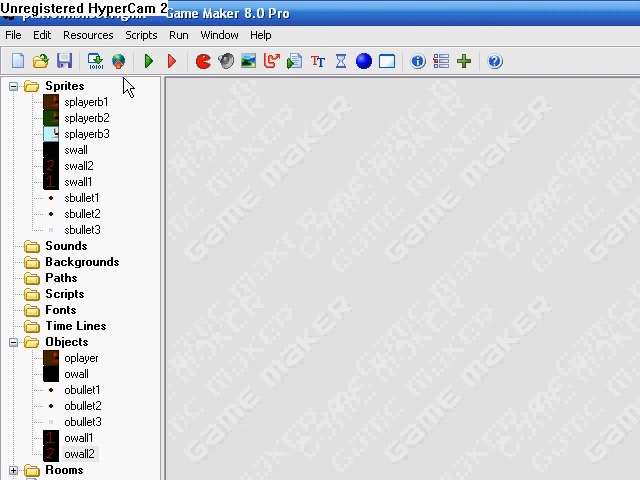 Unregistered HyperCam 2
Game Maker 8.0 Pro
File Edit Resources Scripts Run Window Help
Sprites
splayerb1
splayerb2
splayerb3
swall
swall2
swall1
sbullet1
sbullet2
sbullet3
Sounds
Backgrounds
Paths
Scripts
Fonts
Time Lines
Objects
oplayer
owall
obullet1
obullet2
obullet3
owall1
owall2
Rooms